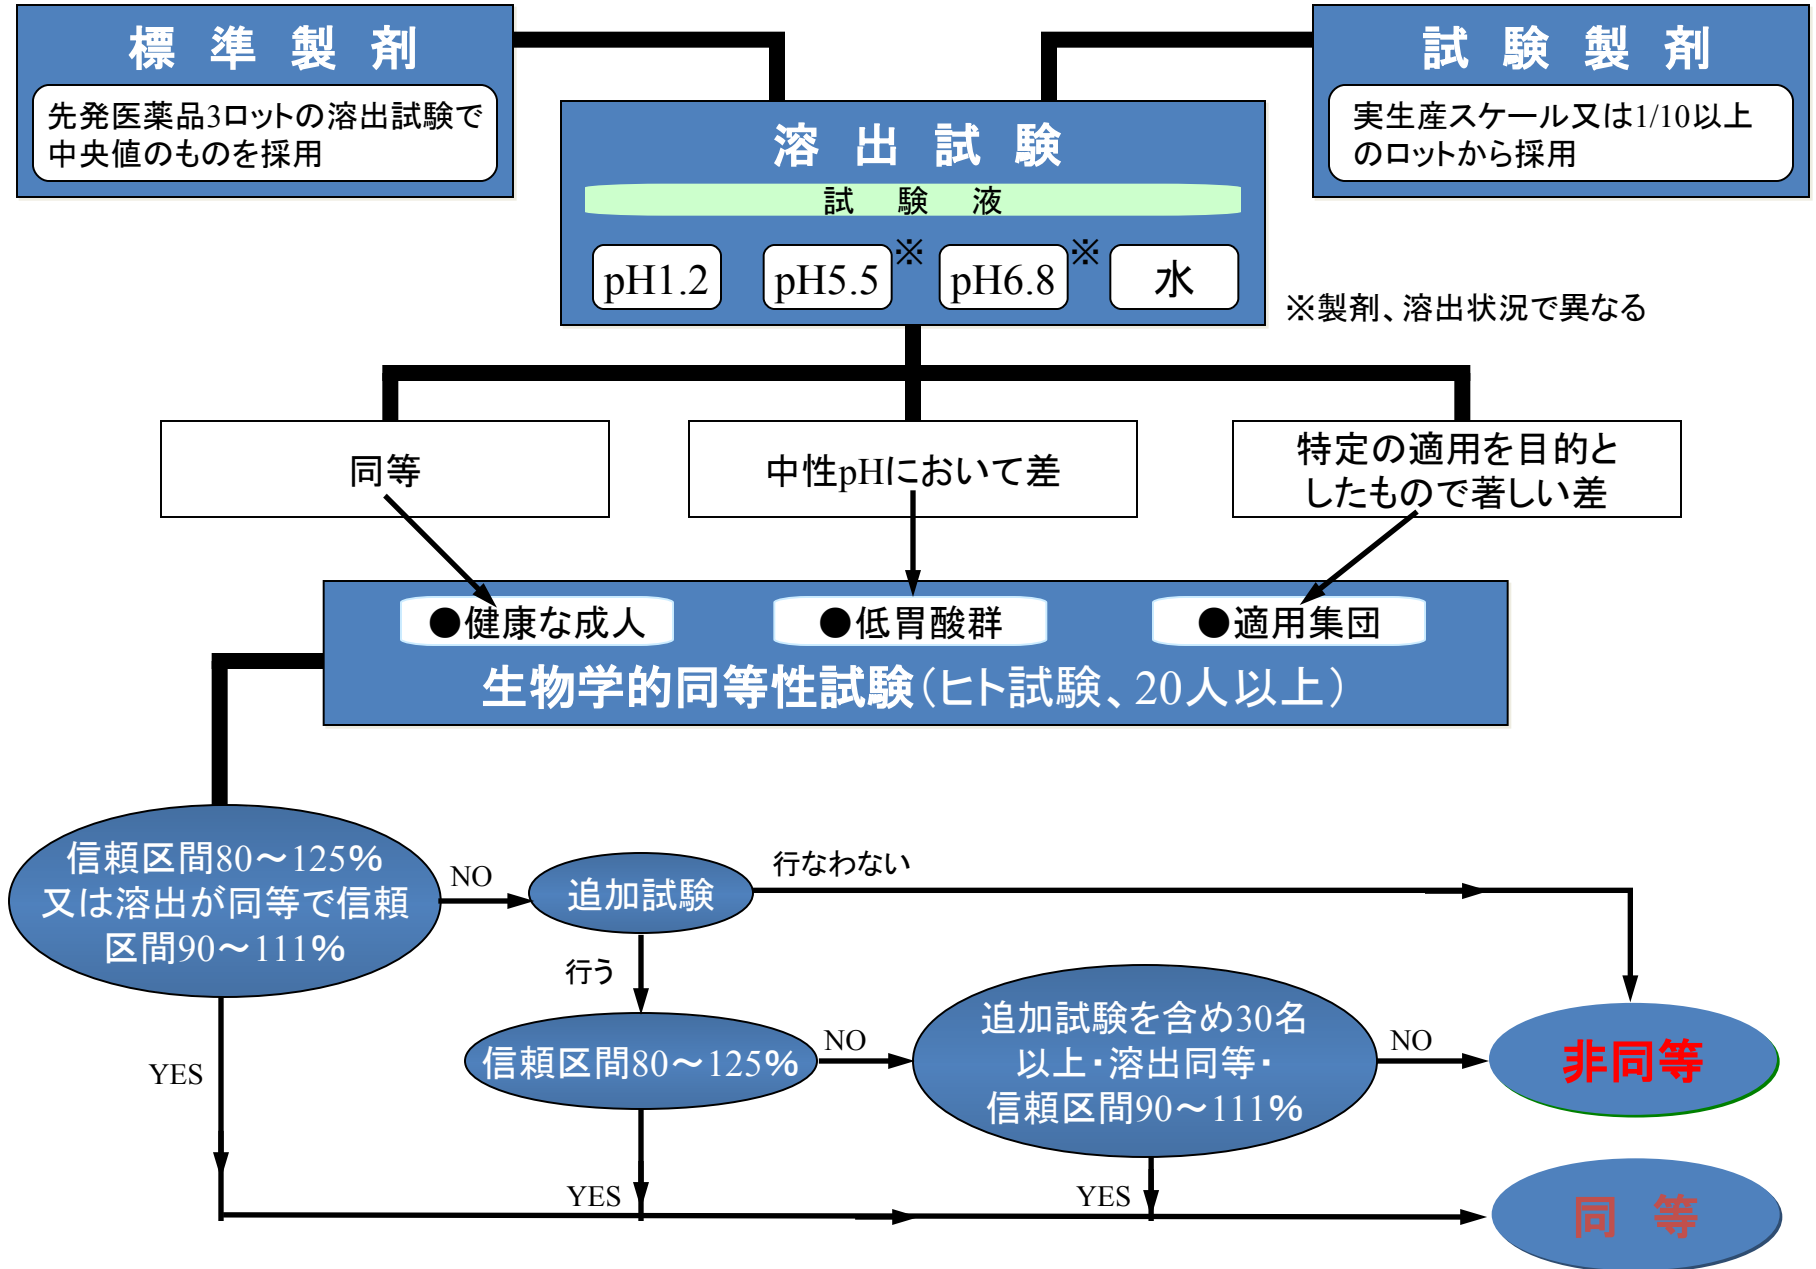 標準製剤
先発医薬品3ロットの溶出試験で
中央値のものを採用
試験製剤
実生産スケール又は1/10以上
のロットから採用
溶出試験
試験液
pH1.2
pH5.5
※
pH6.8
※
水
※製剤、溶出状況で異なる
同等
中性pHにおいて差
特定の適用を目的と
したもので著しい差
●健康な成人
●低胃酸群
●適用集団
生物学的同等性試験（ヒト試験、20人以上）
信頼区間80～125%
又は溶出が同等で信頼
区間90～111%
NO
追加試験
行なわない
行う
YES
信頼区間80～125%
NO
追加試験を含め30名
以上・溶出同等・
信頼区間90～111%
NO
非同等
YES
YES
同等